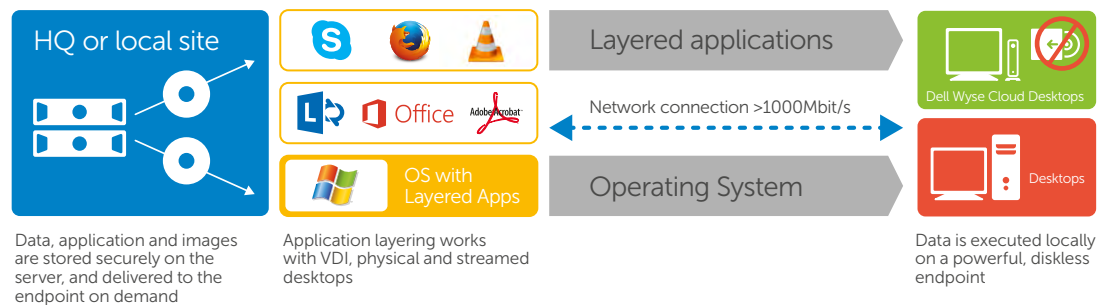 HQ or local site
Data, application and images
are stored securely on the
server, and delivered to the
endpoint on demand
S
L
Office
Adobe Acrobat
OS with
Layered Apps
Application layering works
with VDI, physical and streamed
desktops
Layered applications
Network connection >1000Mbit/s
Operating System
Dell Wyse Cloud Desktops
Desktops
Data is executed locally
on a powerful, diskless
endpoint